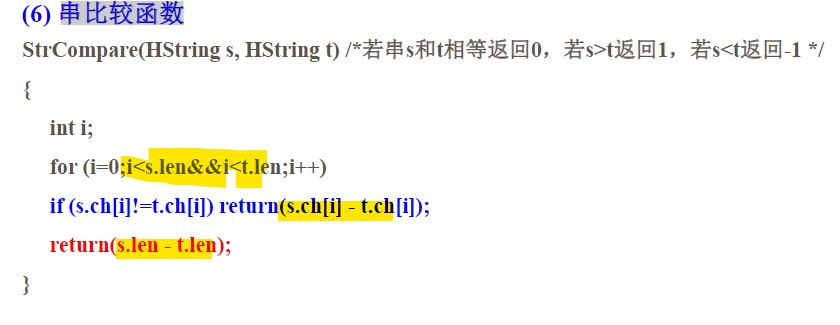 (6) 串比较函数
StrCompare(HString s, HString t) /*若串s和t相等返回0，若s>t返回1，若s<t返回-1 */
{
int i;
for (i=0;i<s.len&&i<t.len;i++)
if (s.ch[i]!=t.ch[i]) return(s.ch[i] - t.ch[i]);
return(s.len - t.len);
}